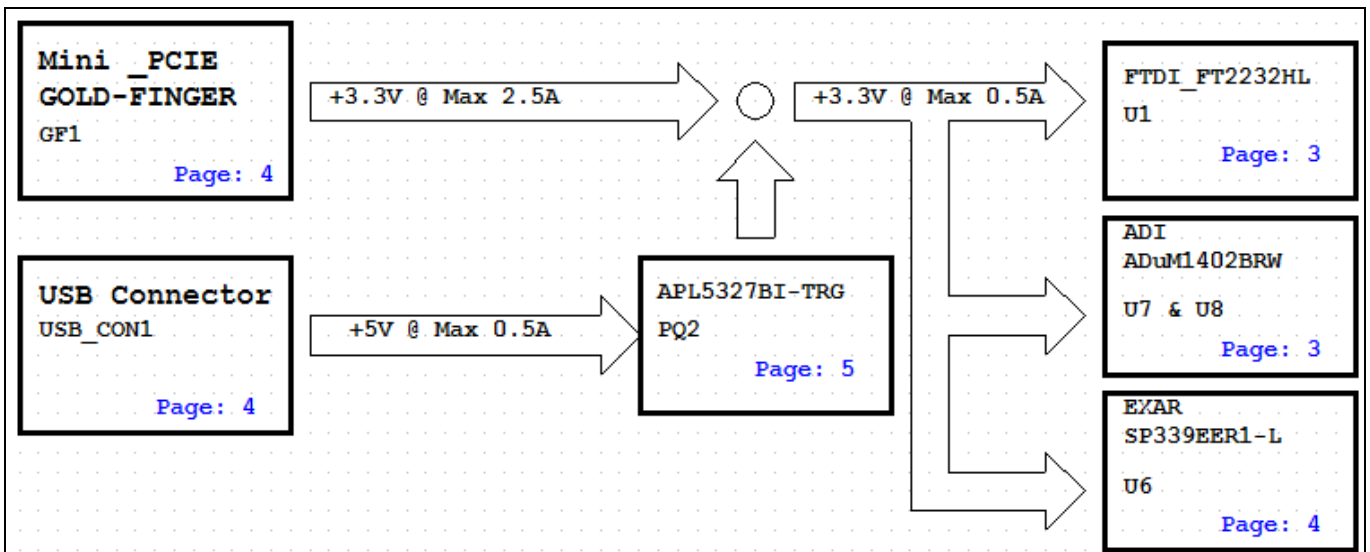 Mini _PCIE
GOLD-FINGER
GF1
Page: 4
+3.3V @ Max 2.5A
+3.3V @ Max 0.5A
FTDI_FT2232HL
U1
Page: 3
USB Connector
USB_CON1
Page: 4
+5V @ Max 0.5A
APL5327BI-TRG
PQ2
Page: 5
ADI
ADuM1402BRW
U7 & U8
Page: 3
EXAR
SP339EER1-L
U6
Page: 4